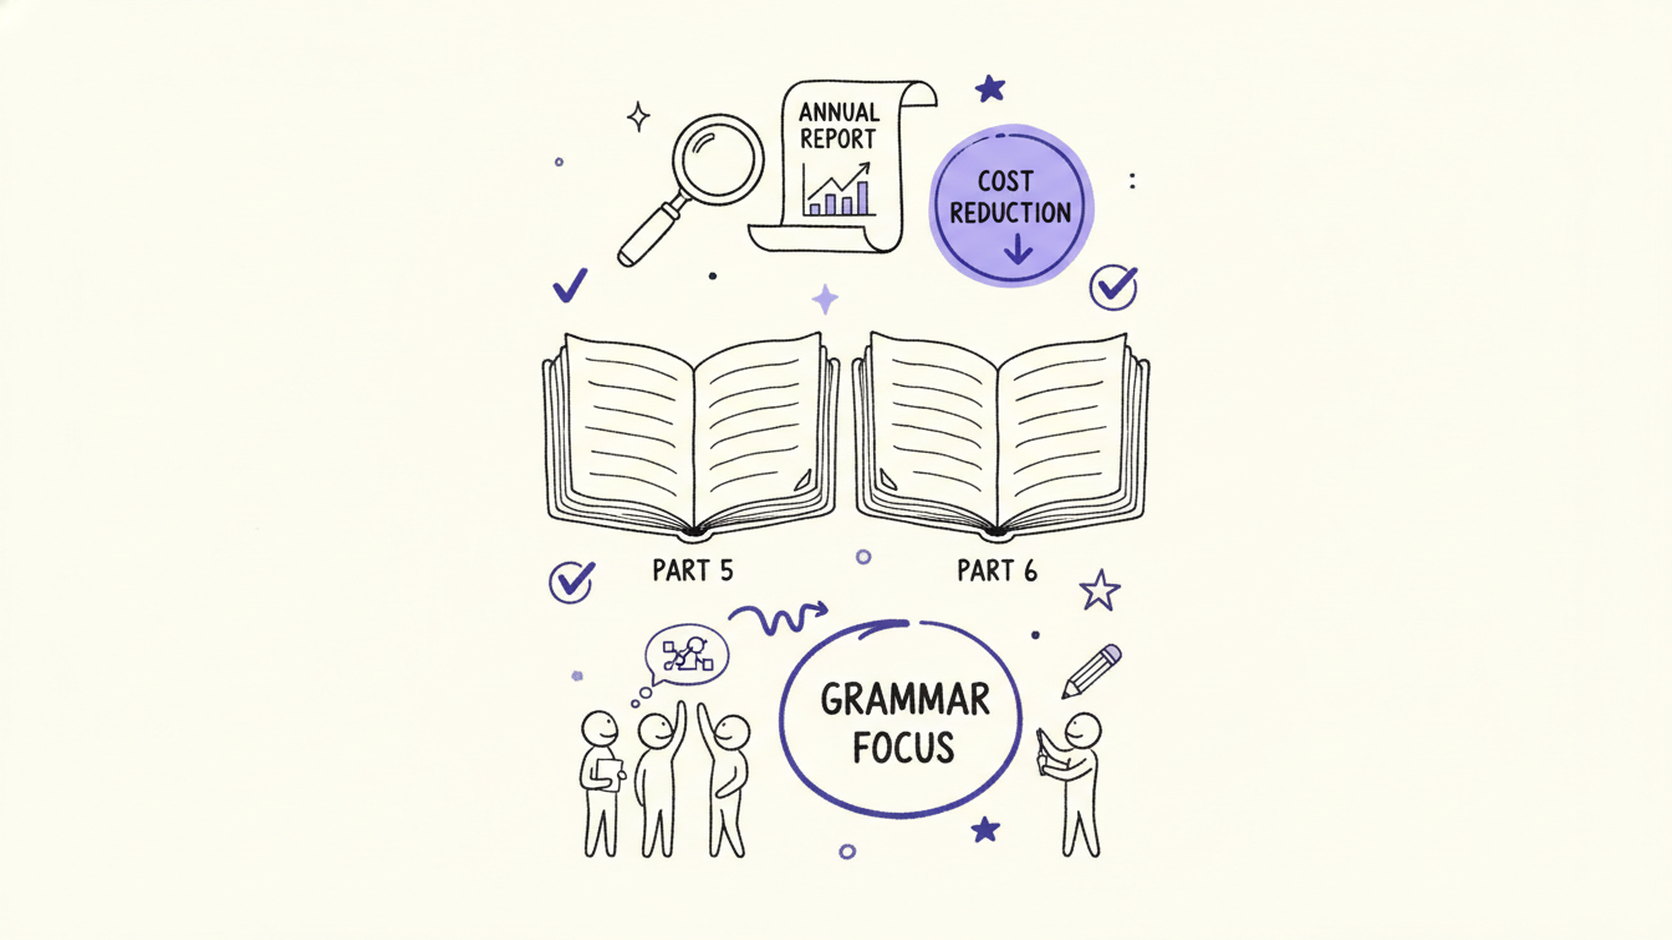 ANNUAL
REPORT
COST
REDUCTION
PART 5
PART 6
GRAMMAR
FOCUS